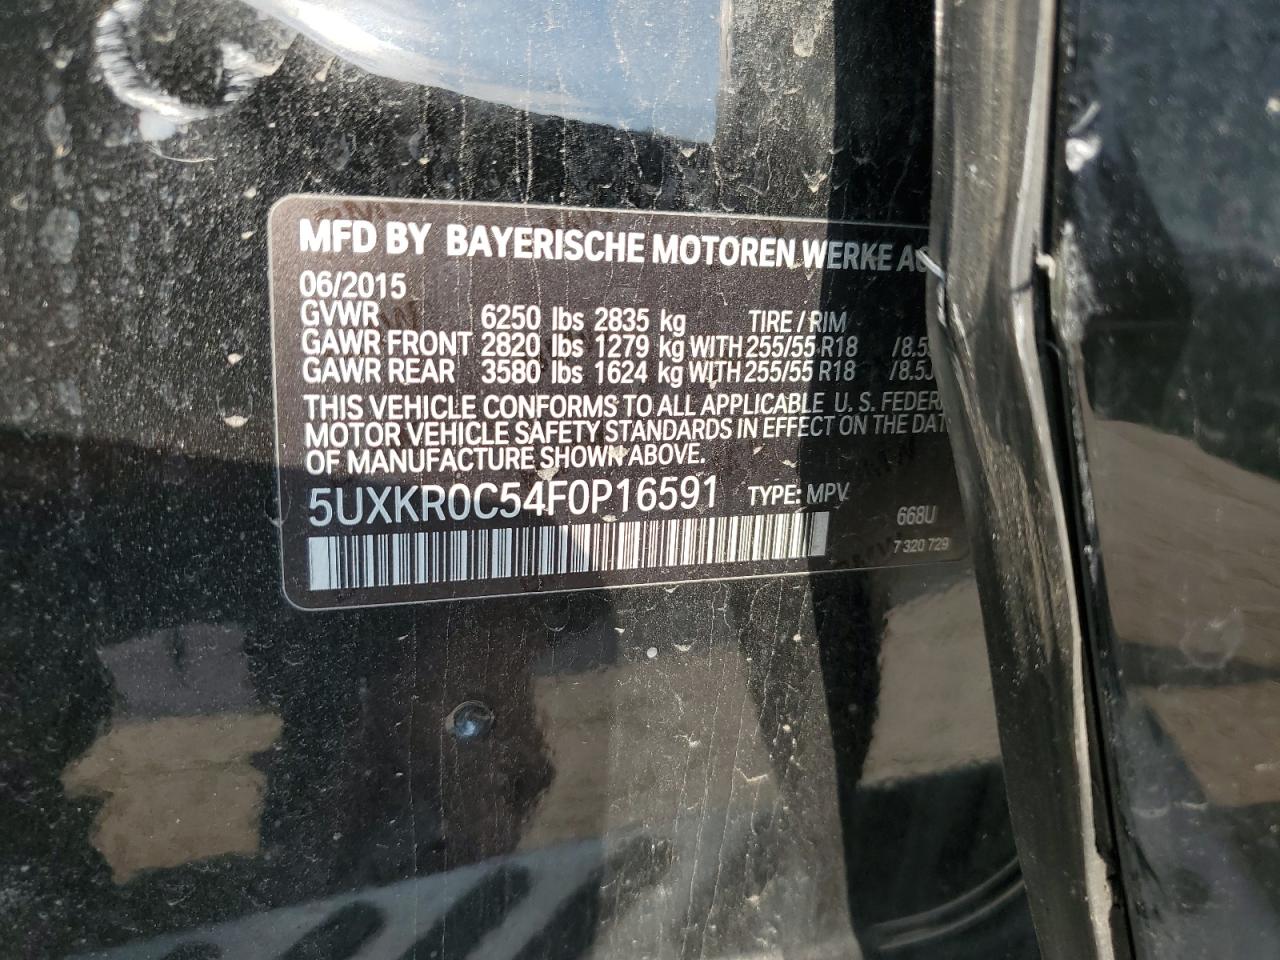 MFD BY BAYERISCHE MOTOREN WERKE
06/2015
GVWR 6250 lbs 2835 kg TIRE / RIM
GAWR FRONT 2820 lbs 1279 kg WITH 255/55 R18
GAWR REAR 3580 lbs 1624 kg WITH 255/55 R18 /8.5J
THIS VEHICLE CONFORMS TO ALL APPLICABLE U. S.
MOTOR VEHICLE SAFETY STANDARDS IN EFFECT ON THE
OF MANUFACTURE SHOWN ABOVE.
5UXKR0C54F0P16591 TYPE: MPV
668U
7 320 729